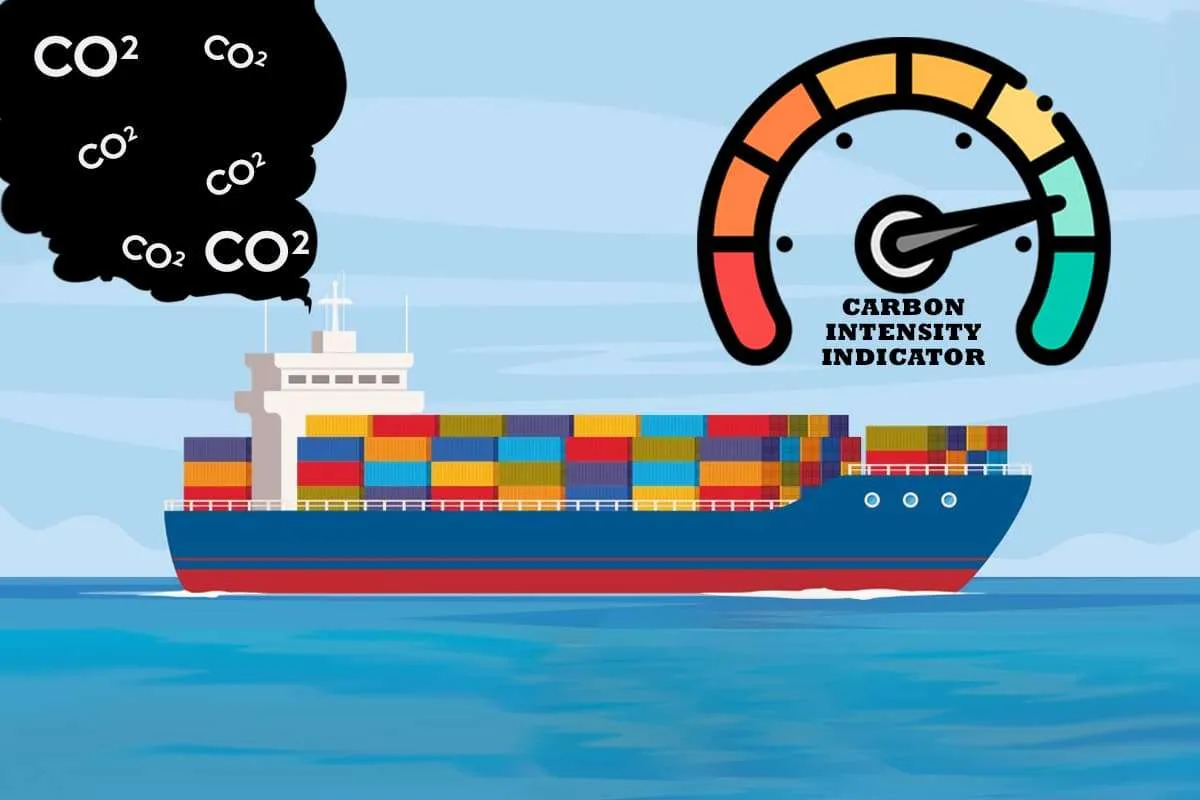 CO²
CO₂
CO²
CO²
CO₂
CO²
CARBON
INTENSITY
INDICATOR